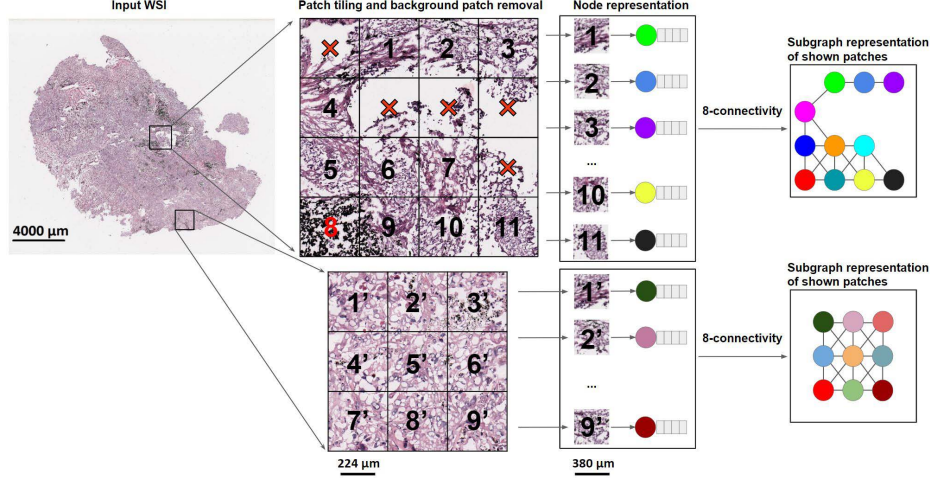 Input WSI
4000 µm
Patch tiling and background patch removal
1 2 3
4
5 6 7
8 9 10 11
1’ 2’ 3’
4’ 5’ 6’
7’ 8’ 9’
224 µm
Node representation
1
2
3
...
10
11
1’
2’
...
9’
380 µm
8-connectivity
8-connectivity
Subgraph representation
of shown patches
Subgraph representation
of shown patches